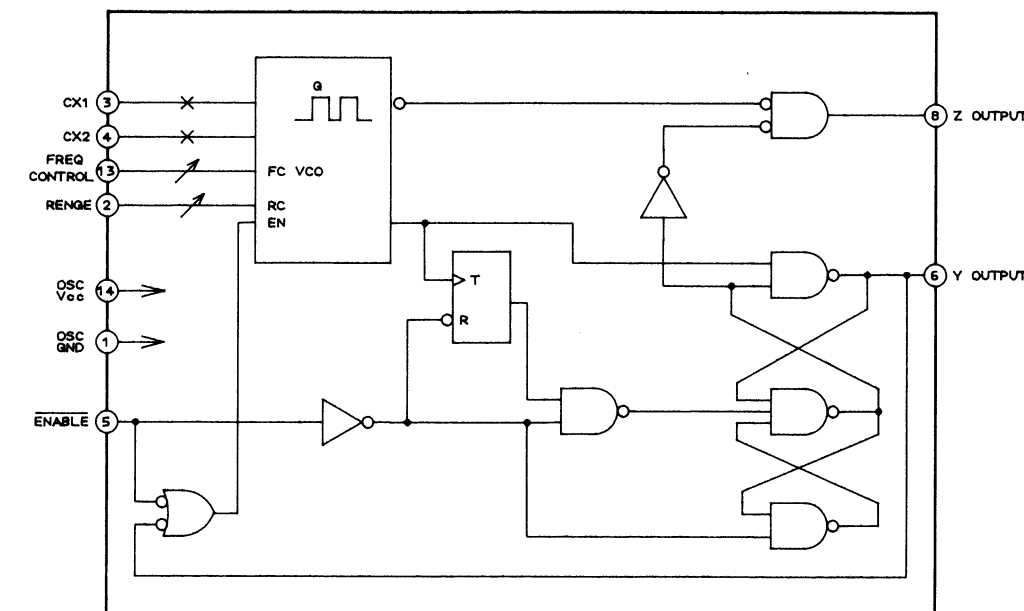 CX1 3
CX2 4
FREQ
CONTROL 13
RENGE 2
OSC
Vcc 14
OSC
GND 1
ENABLE 5
G
FC VCO
RC
EN
T
R
8 Z OUTPUT
6 Y OUTPUT